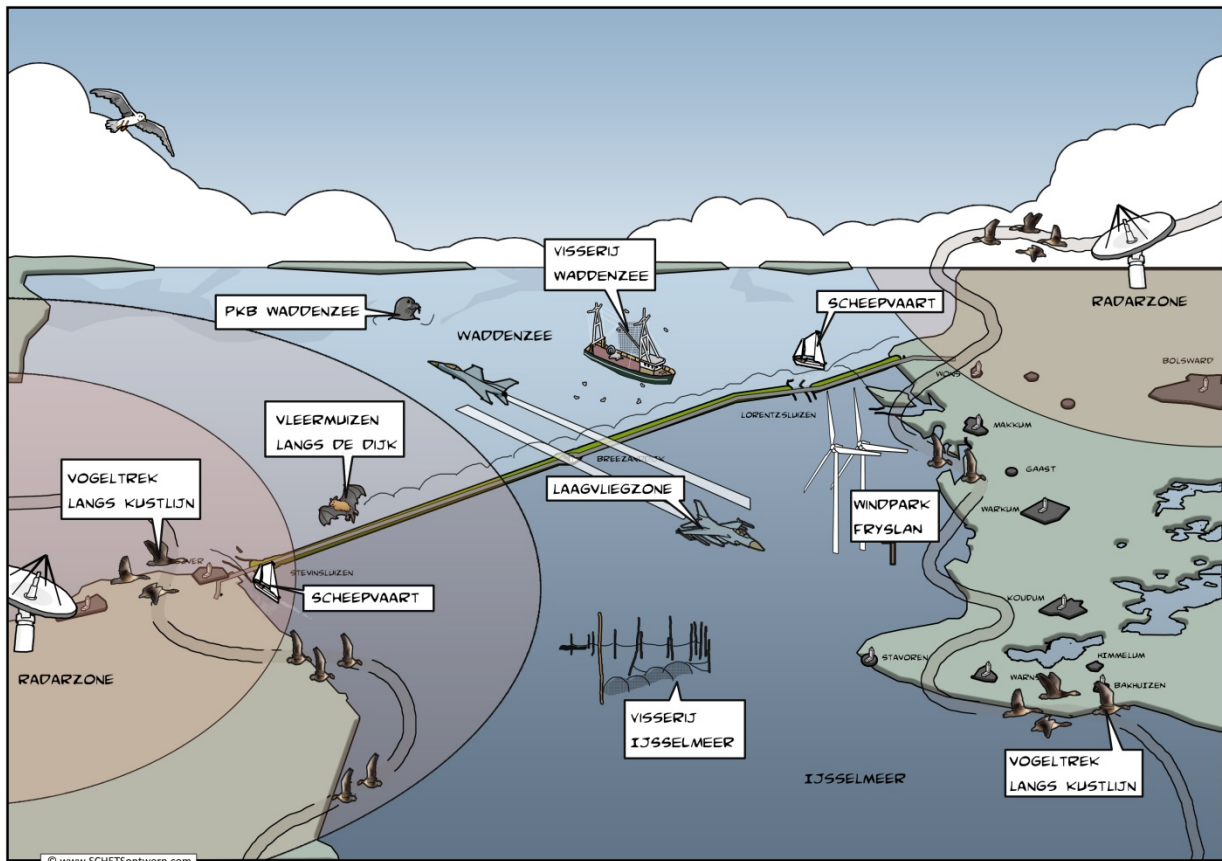 VISSERIJ
WADDENZEE
PKB WADDENZEE
SCHEEPVAART
RADARZONE
WADDENZEE
BOLSWARD
WONS
VLEERMUIZEN
LANGS DE DIJK
LORENTZSLUIZEN
MAKKUM
BREEZANDDIJK
GAAST
VOGELTREK
LANGS KUSTLIJN
LAAGVLIEGZONE
WINDPARK
FRYSLAN
WARKUM
STEVINSLUIZEN
SCHEEPVAART
KOUDUM
RADARZONE
STAVOREN
HIMMELUM
WARNS
BAKHUIZEN
VISSERIJ
IJSSELMEER
VOGELTREK
LANGS KUSTLIJN
IJSSELMEER
© www.SCHETSontwerp.com